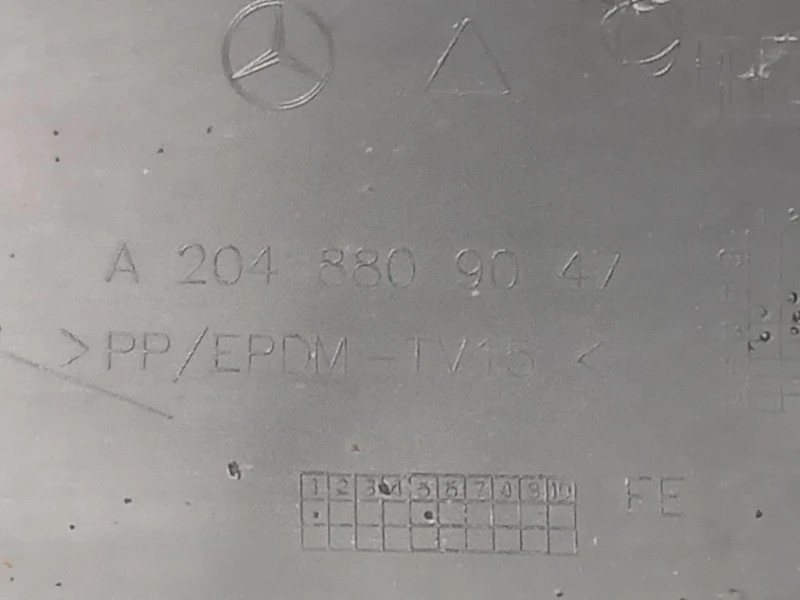 A 204 880 90 47
>PP/EPDM-TV15<
1 2 3 4 5 6 7 8 9 10
FE